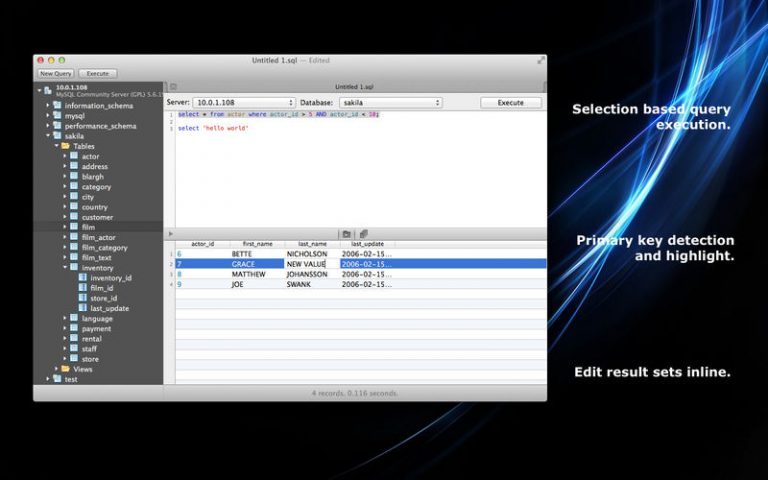 Untitled 1.sql — Edited
New Query
Execute
10.0.1.108
MySQL Community Server (GPL) 5.6.1
Untitled 1.sql
Server: 10.0.1.108 Database: sakila Execute
information_schema
mysql
performance_schema
sakila
Tables
actor
address
blargh
category
city
country
customer
film
film_actor
film_category
film_text
inventory
inventory_id
film_id
store_id
last_update
language
payment
rental
staff
store
Views
test
1 select * from actor where actor_id > 5 AND actor_id < 10;
2
3 select 'hello world'
actor_id first_name last_name last_update
1 6 BETTE NICHOLSON 2006-02-15...
2 7 GRACE NEW VALUE 2006-02-15...
3 8 MATTHEW JOHANSSON 2006-02-15...
4 9 JOE SWANK 2006-02-15...
4 records, 0.116 seconds.
Selection based query
execution.
Primary key detection
and highlight.
Edit result sets inline.